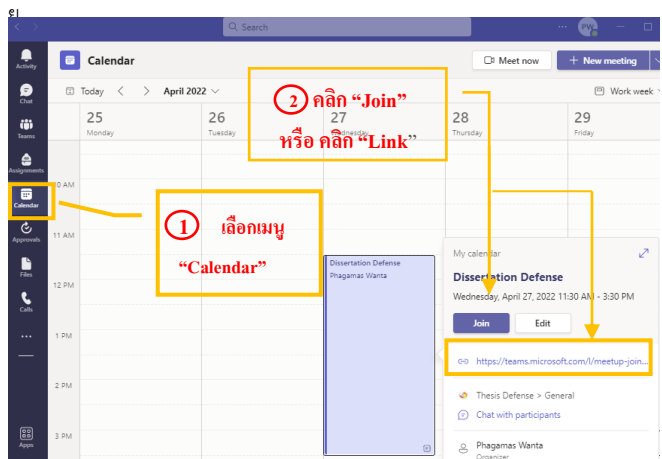 ย
Search
PW
Activity
Calendar
Meet now
New meeting
Today
April 2022
Work week
Chat
Teams
Assignments
Calendar
Approvals
Files
Calls
Apps
25
Monday
26
Tuesday
27
Wednesday
28
Thursday
29
Friday
2 คลิก “Join”
หรือ คลิก “Link”
1 เลือกเมนู
“Calendar”
0 AM
11 AM
12 PM
1 PM
2 PM
3 PM
Dissertation Defense
Phagamas Wanta
My calendar
Dissertation Defense
Wednesday, April 27, 2022 11:30 AM - 3:30 PM
Join
Edit
https://teams.microsoft.com/l/meetup-join...
Thesis Defense > General
Chat with participants
Phagamas Wanta
Organizer